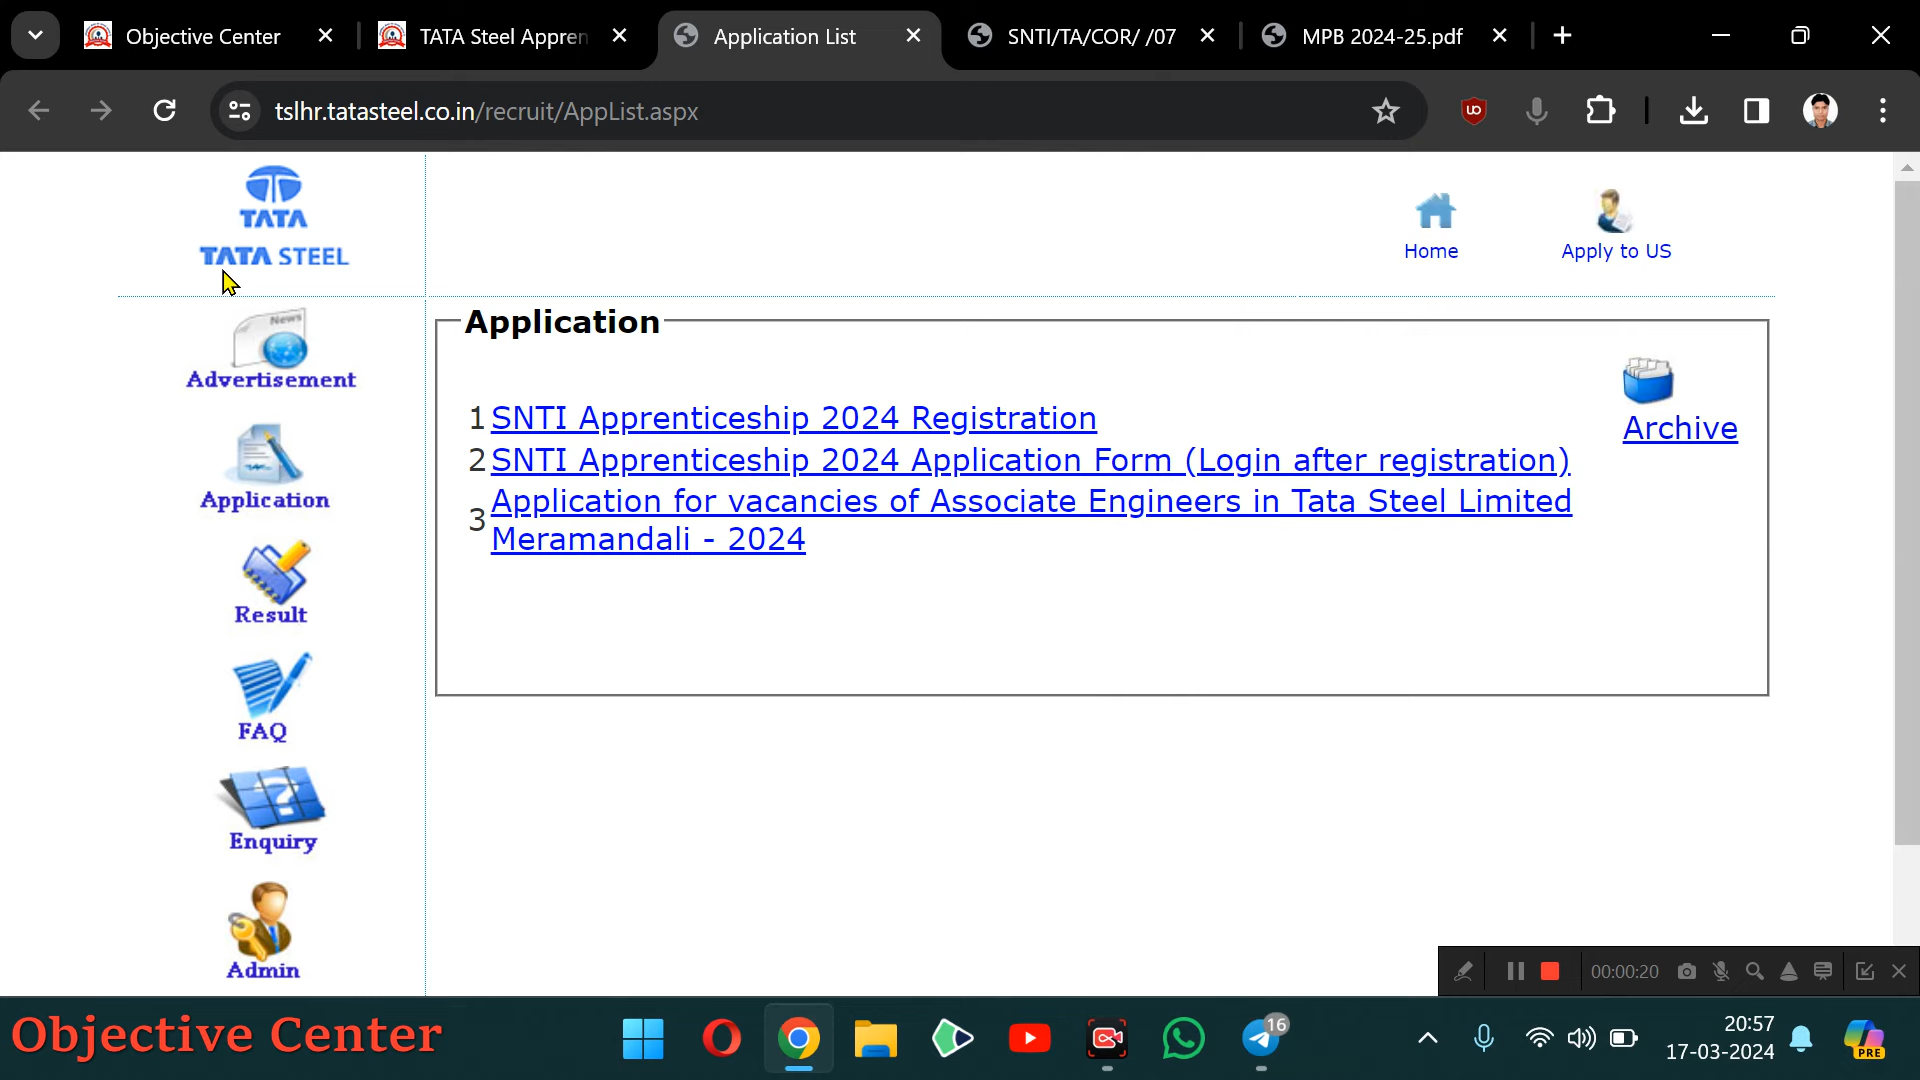 Objective Center
TATA Steel Appren
Application List
SNTI/TA/COR/ /07
MPB 2024-25.pdf
tslhr.tatasteel.co.in/recruit/AppList.aspx
TATA
TATA STEEL
Home
Apply to US
News
Advertisement
Application
Result
FAQ
Enquiry
Admin
Application
Archive
1 SNTI Apprenticeship 2024 Registration
2 SNTI Apprenticeship 2024 Application Form (Login after registration)
3 Application for vacancies of Associate Engineers in Tata Steel Limited
Meramandali - 2024
00:00:20
Objective Center
16
20:57
17-03-2024
PRE